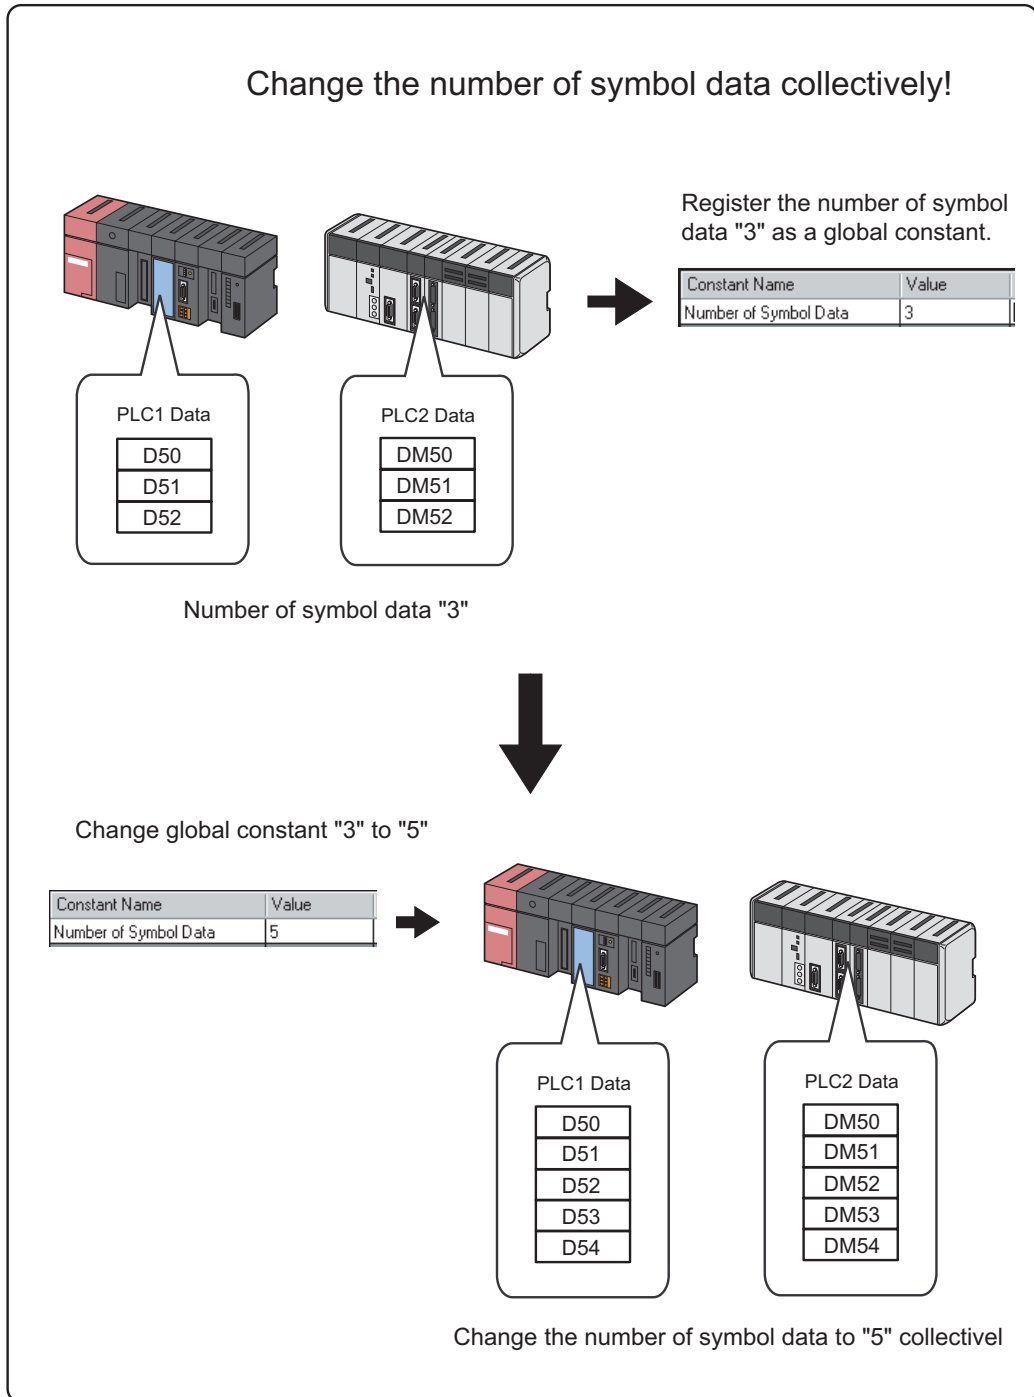 Change the number of symbol data collectively!
Register the number of symbol
data "3" as a global constant.
Constant Name Value
Number of Symbol Data 3
PLC1 Data
D50
D51
D52
PLC2 Data
DM50
DM51
DM52
Number of symbol data "3"
Change global constant "3" to "5"
Constant Name Value
Number of Symbol Data 5
PLC1 Data
D50
D51
D52
D53
D54
PLC2 Data
DM50
DM51
DM52
DM53
DM54
Change the number of symbol data to "5" collectivel